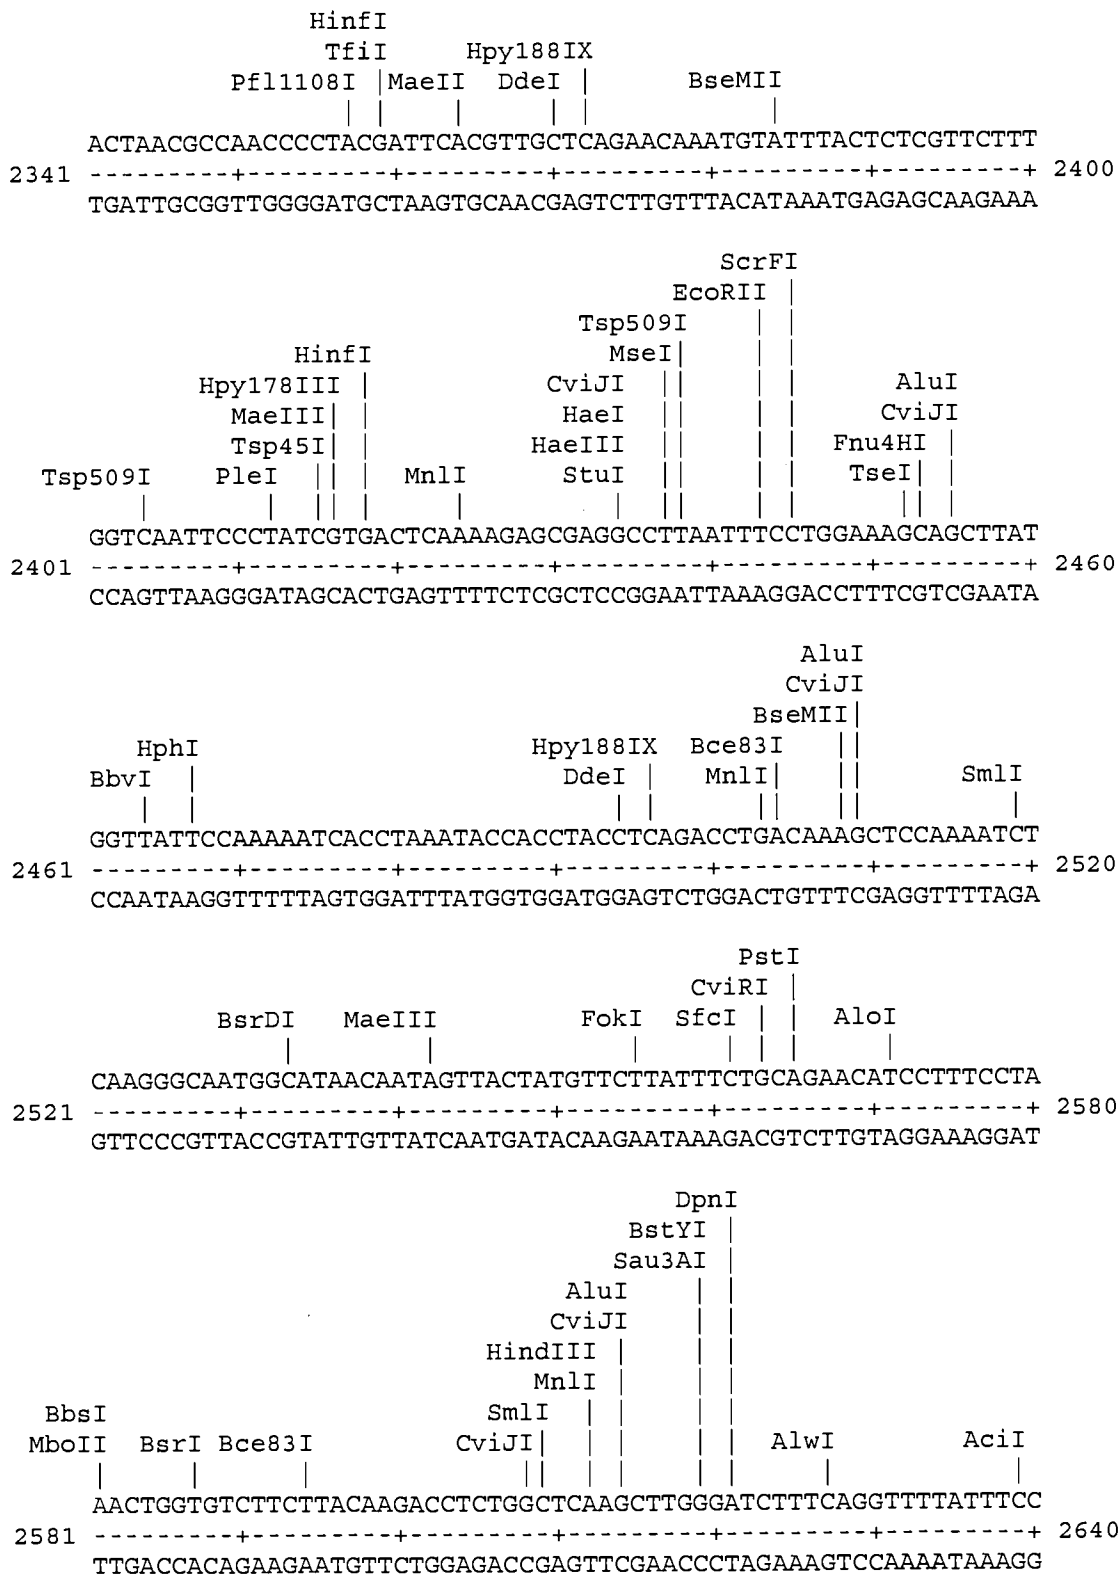 HinfI
TfiI Hpy188IX
Pfl1108I | MaeII DdeI | BseMII
| | | | | |
ACTAACGCCAACCCCTACGATTCACGTTGCTCAGAACAAATGTATTTACTCTCGTTCTTT
2341 ---------+---------+---------+---------+---------+---------+ 2400
TGATTGCGGTTGGGGATGCTAAGTGCAACGAGTCTTGTTTACATAAATGAGAGCAAGAAA
ScrFI
EcoRII |
Tsp509I | |
HinfI MseI | | |
Hpy178III | CviJI | | | | AluI
MaeIII | | HaeI | | | | CviJI
Tsp45I | | HaeIII | | | | Fnu4HI |
Tsp509I PleI | | | MnlI StuI | | | | TseI | |
| | | | | | | | | | | | | |
GGTCAATTCCCTATCGTGACTCAAAAGAGCGAGGCCTTAATTTCCTGGAAAGCAGCTTAT
2401 ---------+---------+---------+---------+---------+---------+ 2460
CCAGTTAAGGGATAGCACTGAGTTTTCTCGCTCCGGAATTAAAGGACCTTTCGTCGAATA
AluI
CviJI
BseMII |
HphI Hpy188IX Bce83I | |
BbvI | DdeI | MnlI | | | SmlI
| | | | | | | | |
GGTTATTCCAAAAATCACCTAAATACCACCTACCTCAGACCTGACAAAGCTCCAAAATCT
2461 ---------+---------+---------+---------+---------+---------+ 2520
CCAATAAGGTTTTTAGTGGATTTATGGTGGATGGAGTCTGGACTGTTTCGAGGTTTTAGA
PstI
CviRI |
BsrDI MaeIII FokI SfcI | | AloI
| | | | | | |
CAAGGGCAATGGCATAACAATAGTTACTATGTTCTTATTTCTGCAGAACATCCTTTCCTA
2521 ---------+---------+---------+---------+---------+---------+ 2580
GTTCCCGTTACCGTATTGTTATCAATGATACAAGAATAAAGACGTCTTGTAGGAAAGGAT
DpnI
BstYI |
Sau3AI |
AluI | |
CviJI | |
HindIII | | |
MnlI | | |
BbsI SmlI | | | |
MboII BsrI Bce83I CviJI | | | | | AlwI AciI
| | | | | | | | | | |
AACTGGTGTCTTCTTACAAGACCTCTGGCTCAAGCTTGGGATCTTTCAGGTTTTATTTCC
2581 ---------+---------+---------+---------+---------+---------+ 2640
TTGACCACAGAAGAATGTTCTGGAGACCGAGTTCGAACCCTAGAAAGTCCAAAATAAAGG